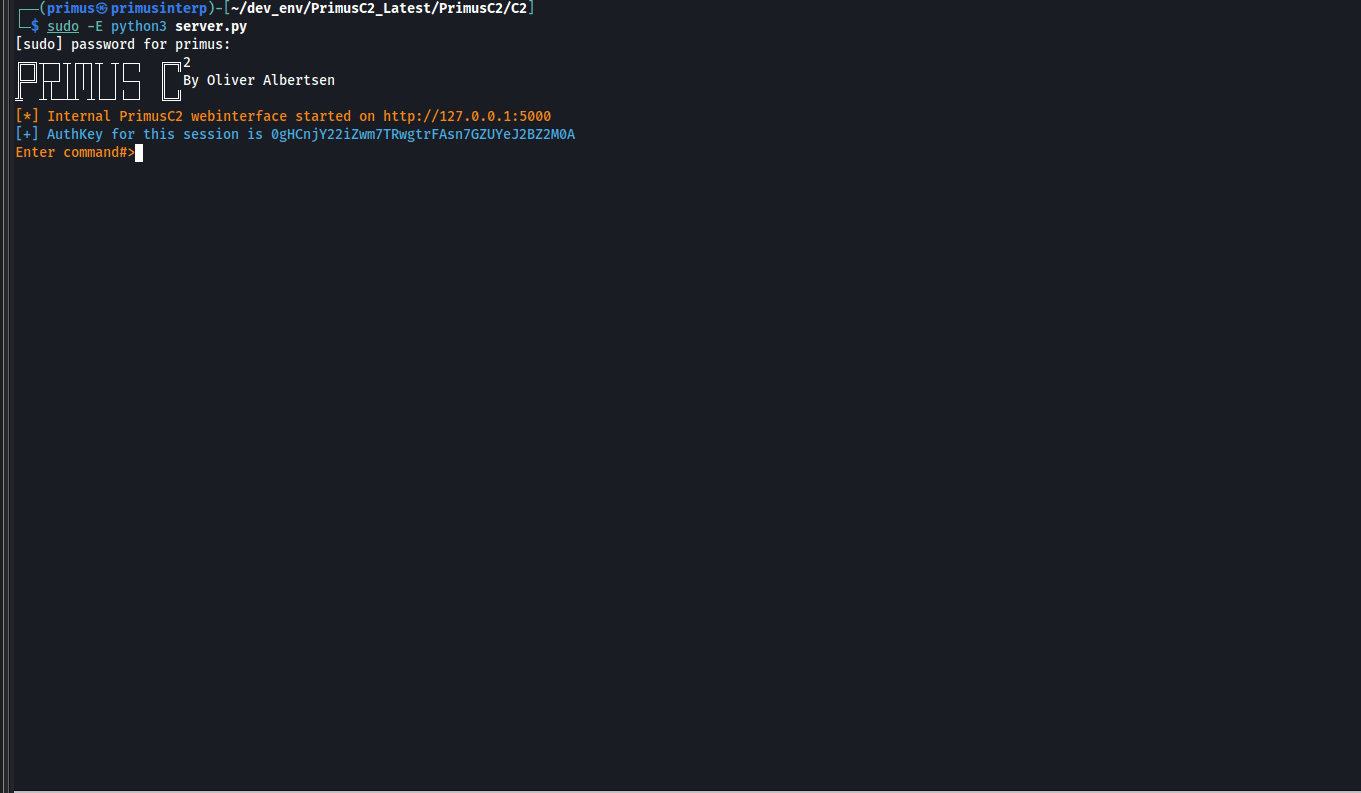 ┌──(primus㉿primusinterp)-[~/dev_env/PrimusC2_Latest/PrimusC2/C2]
└─$ sudo -E python3 server.py
[sudo] password for primus:
PRIMUS C2
By Oliver Albertsen
[*] Internal PrimusC2 webinterface started on http://127.0.0.1:5000
[+] AuthKey for this session is 0gHCnjY22iZwm7TRwgtrFAsn7GZUYeJ2BZ2M0A
Enter command#>